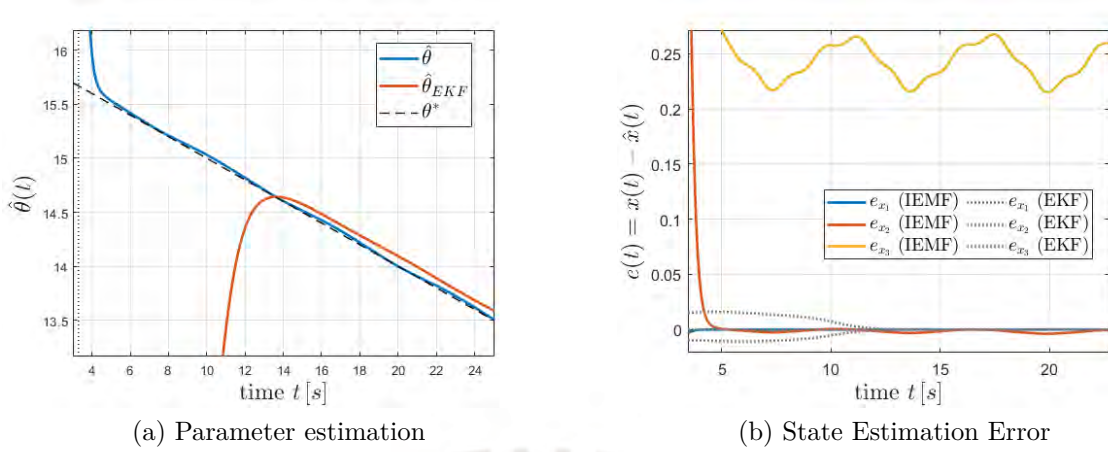 16
15.5
15
14.5
14
13.5
θ̂(t)
4 6 8 10 12 14 16 18 20 22 24
time t [s]
θ̂
θ̂_EKF
θ*
(a) Parameter estimation
0.25
0.2
0.15
0.1
0.05
0
e(t) = x(t) − x̂(t)
5 10 15 20
time t [s]
e_x₁ (IEMF) e_x₁ (EKF)
e_x₂ (IEMF) e_x₂ (EKF)
e_x₃ (IEMF) e_x₃ (EKF)
(b) State Estimation Error